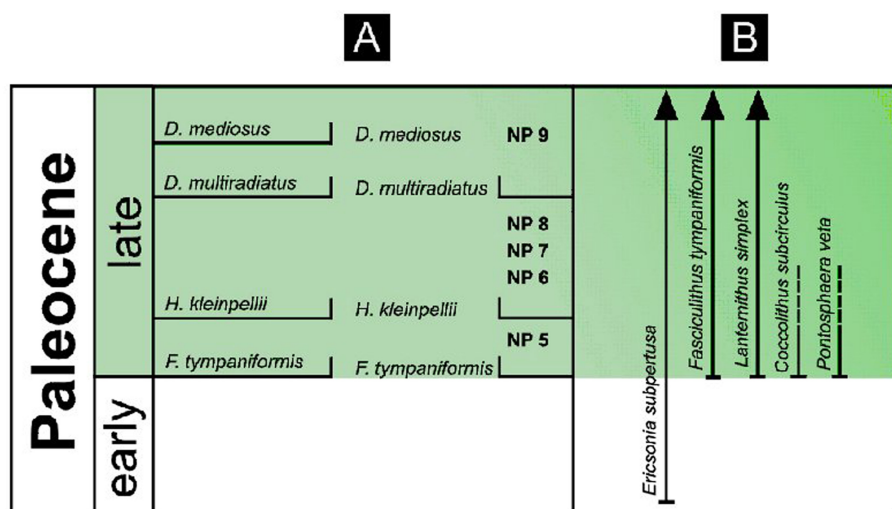 A
B
Paleocene
late
early
D. mediosus
D. mediosus
NP 9
D. multiradiatus
D. multiradiatus
NP 8
NP 7
NP 6
H. kleinpellii
H. kleinpellii
NP 5
F. tympaniformis
F. tympaniformis
Ericsonia subpertusa
Fasciculithus tympaniformis
Lanternithus simplex
Coccolithus subcirculus
Pontosphaera veta